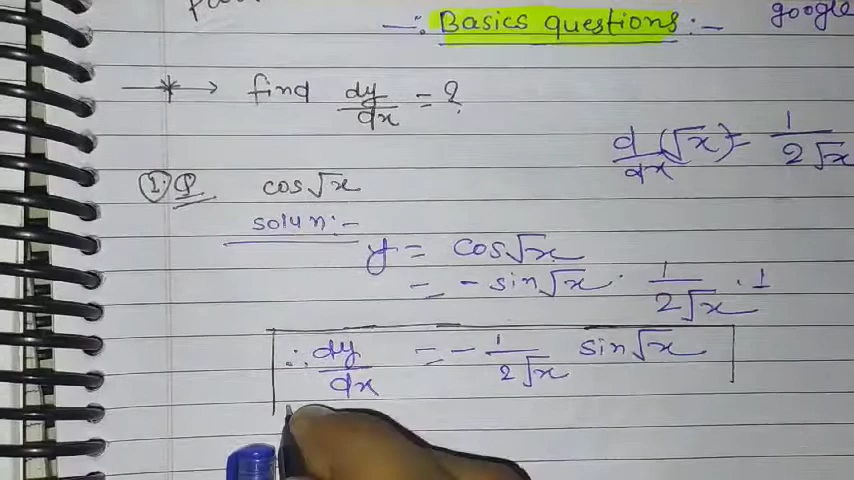 google
—: Basics questions :—
find dy/dx = ?
d/dx (√x) = 1/2√x
1. Q cos√x
solun:-
y = cos√x
= - sin√x · 1/2√x · 1
∴ dy/dx = - 1/2√x sin√x